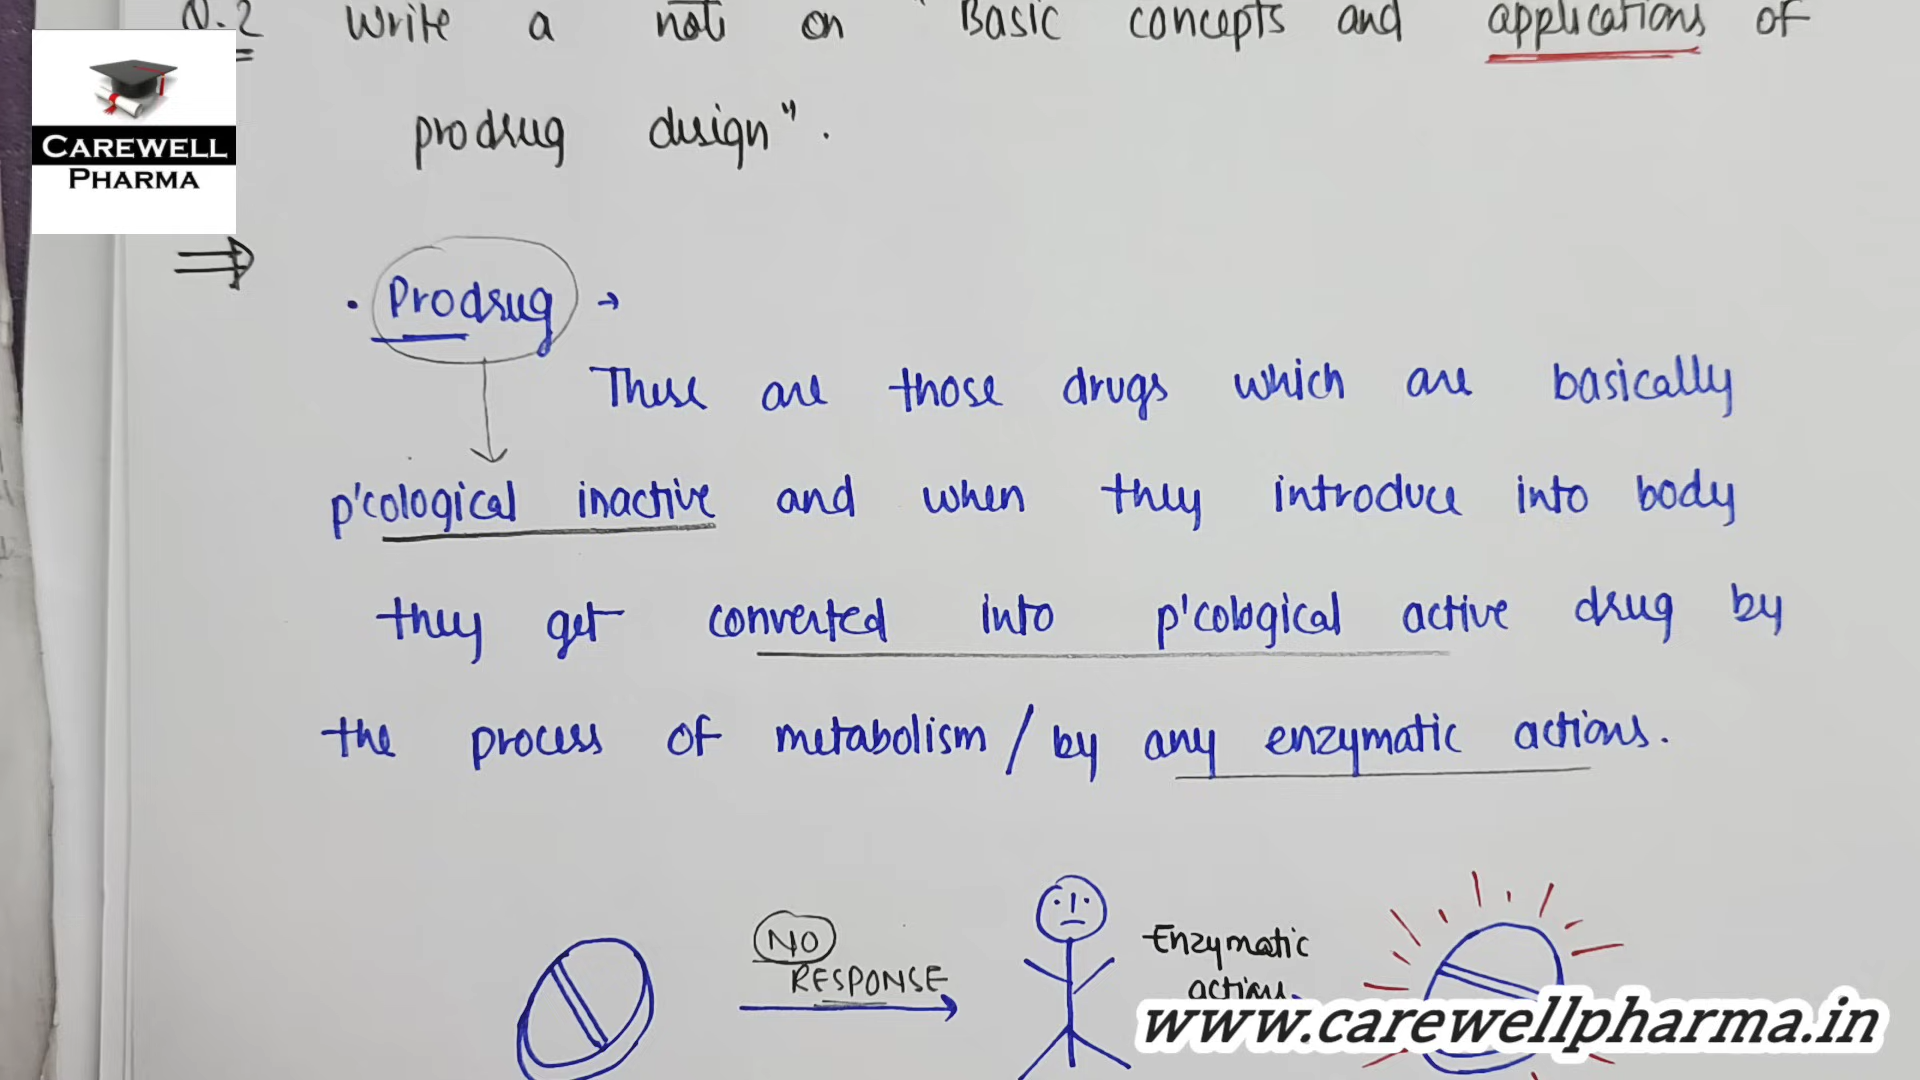 Q.2 Write a note on "Basic concepts and applications of
prodrug design".
CAREWELL
PHARMA
⇒
• Prodrug →
These are those drugs which are basically
p'cological inactive and when they introduce into body
they get converted into p'cological active drug by
the process of metabolism / by any enzymatic actions.
NO
RESPONSE
Enzymatic
actions
www.carewellpharma.in